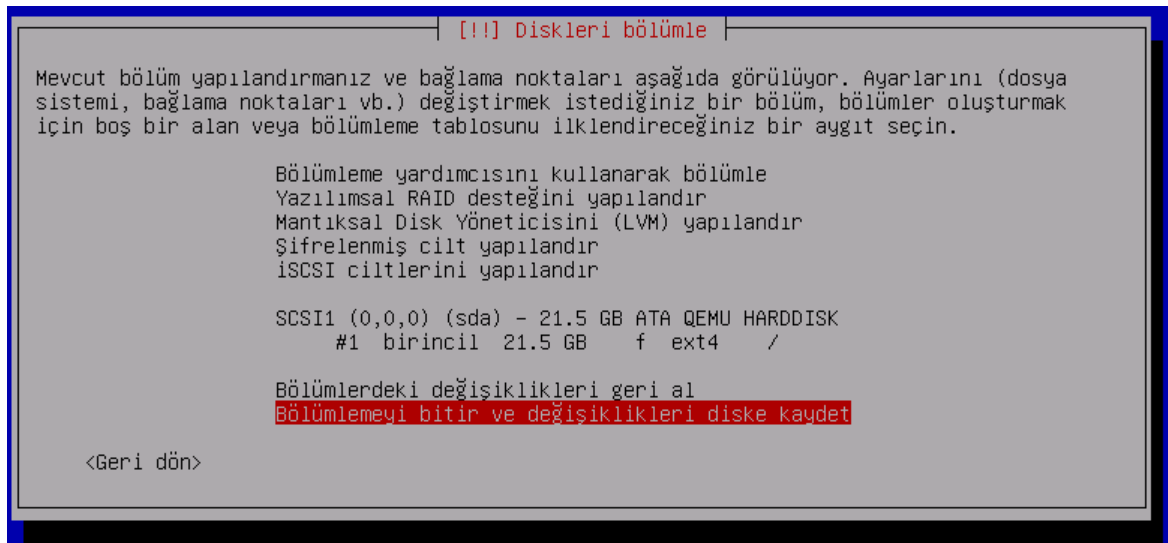 [!!] Diskleri bölümle
Mevcut bölüm yapılandırmanız ve bağlama noktaları aşağıda görülüyor. Ayarlarını (dosya
sistemi, bağlama noktaları vb.) değiştirmek istediğiniz bir bölüm, bölümler oluşturmak
için boş bir alan veya bölümleme tablosunu ilklendireceğiniz bir aygıt seçin.
Bölümleme yardımcısını kullanarak bölümle
Yazılımsal RAID desteğini yapılandır
Mantıksal Disk Yöneticisini (LVM) yapılandır
Şifrelenmiş cilt yapılandır
iSCSI ciltlerini yapılandır
SCSI1 (0,0,0) (sda) - 21.5 GB ATA QEMU HARDDISK
#1 birincil 21.5 GB f ext4 /
Bölümlerdeki değişiklikleri geri al
Bölümlemeyi bitir ve değişiklikleri diske kaydet
<Geri dön>